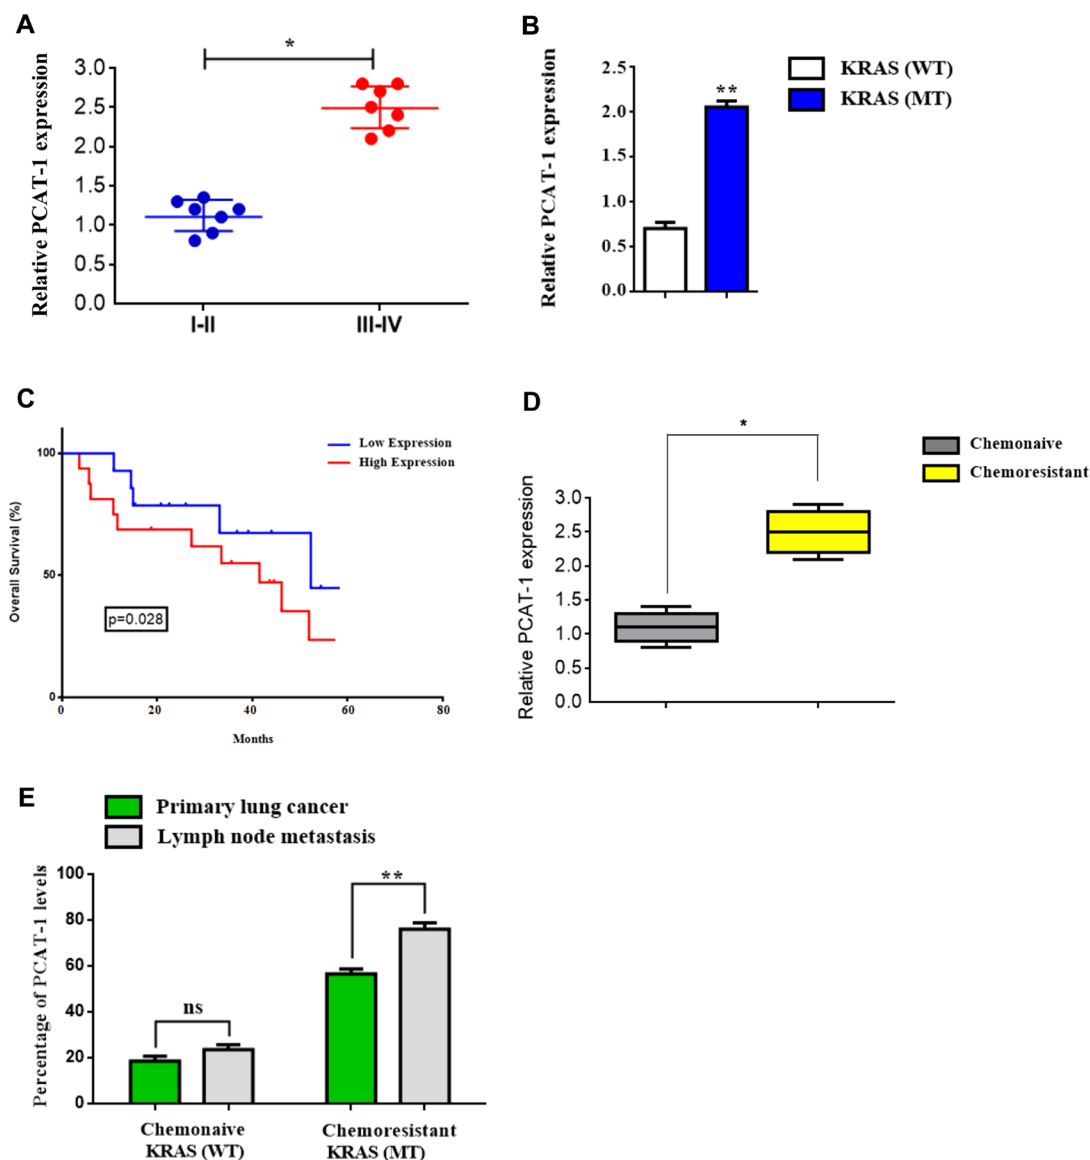 A
*
Relative PCAT-1 expression
3.0
2.5
2.0
1.5
1.0
0.5
0.0
I-II
III-IV
B
KRAS (WT)
KRAS (MT)
**
Relative PCAT-1 expression
2.5
2.0
1.5
1.0
0.5
0.0
C
Low Expression
High Expression
Overall Survival (%)
100
50
0
p=0.028
0
20
40
60
80
Months
D
*
Chemonaive
Chemoresistant
Relative PCAT-1 expression
3.0
2.5
2.0
1.5
1.0
0.5
0.0
E
Primary lung cancer
Lymph node metastasis
Percentage of PCAT-1 levels
100
80
60
40
20
0
ns
**
Chemonaive
KRAS (WT)
Chemoresistant
KRAS (MT)